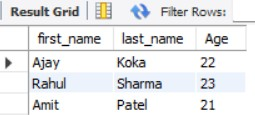 Result Grid Filter Rows:
first_name last_name Age
Ajay Koka 22
Rahul Sharma 23
Amit Patel 21